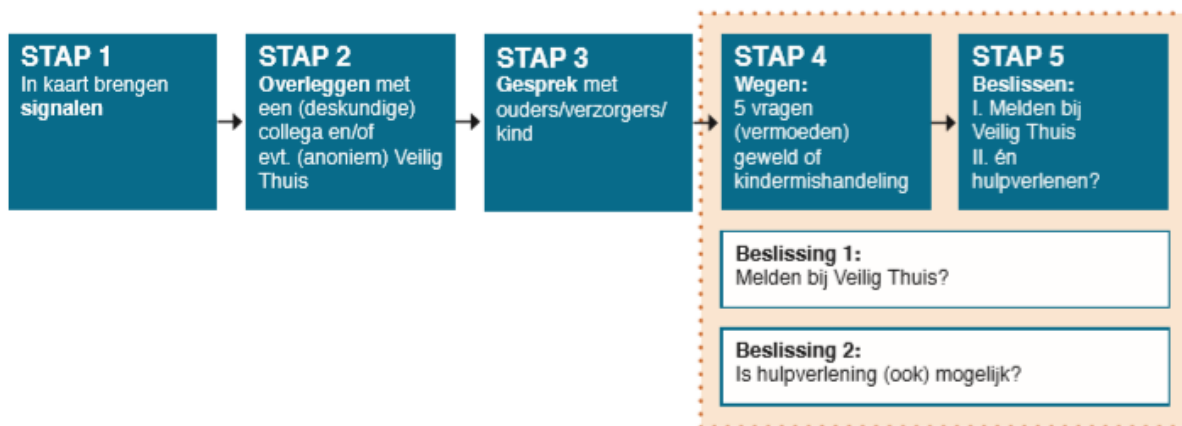 STAP 1
In kaart brengen
signalen
STAP 2
Overleggen met
een (deskundige)
collega en/of
evt. (anoniem) Veilig
Thuis
STAP 3
Gesprek met
ouders/verzorgers/
kind
STAP 4
Wegen:
5 vragen
(vermoeden)
geweld of
kindermishandeling
STAP 5
Beslissen:
I. Melden bij
Veilig Thuis
II. én
hulpverlenen?
Beslissing 1:
Melden bij Veilig Thuis?
Beslissing 2:
Is hulpverlening (ook) mogelijk?